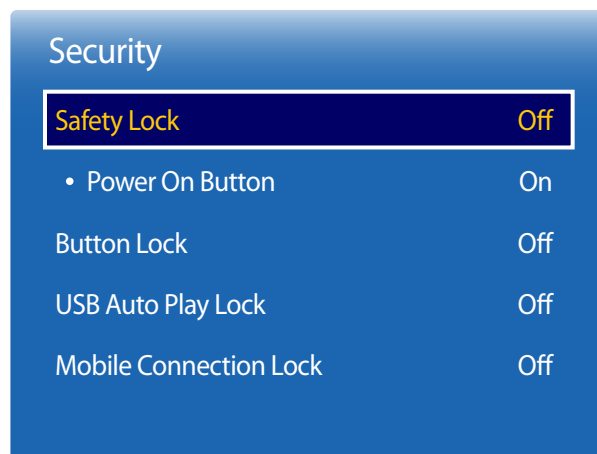 Security
Safety Lock Off
• Power On Button On
Button Lock Off
USB Auto Play Lock Off
Mobile Connection Lock Off